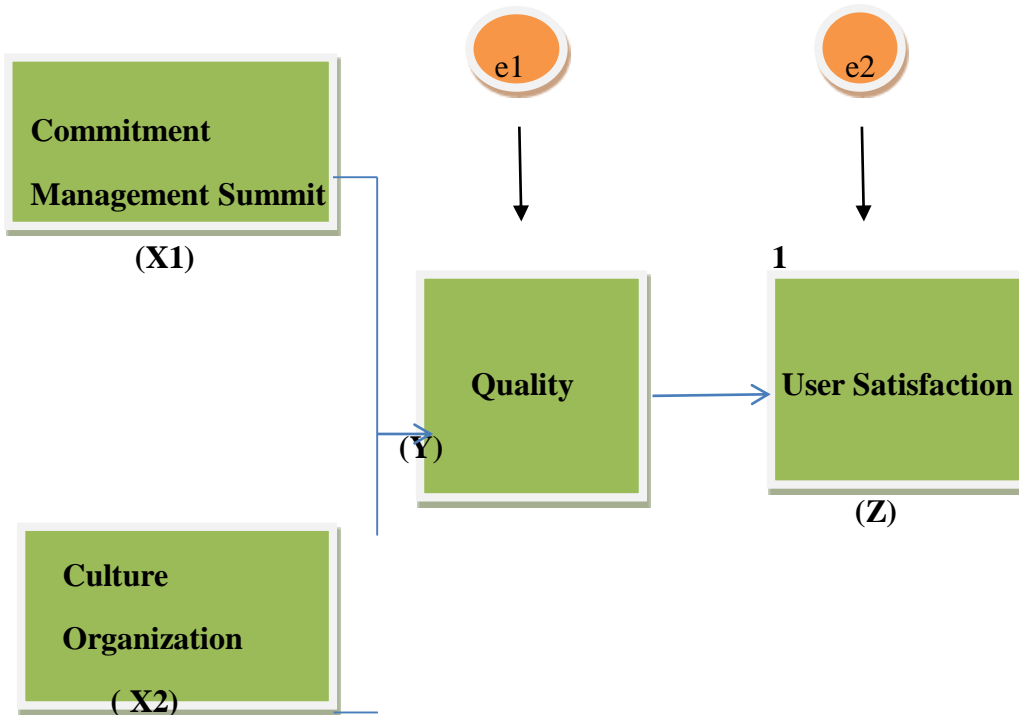 e1
e2
Commitment
Management Summit
(X1)
1
Quality
User Satisfaction
(Y)
(Z)
Culture
Organization
( X2)